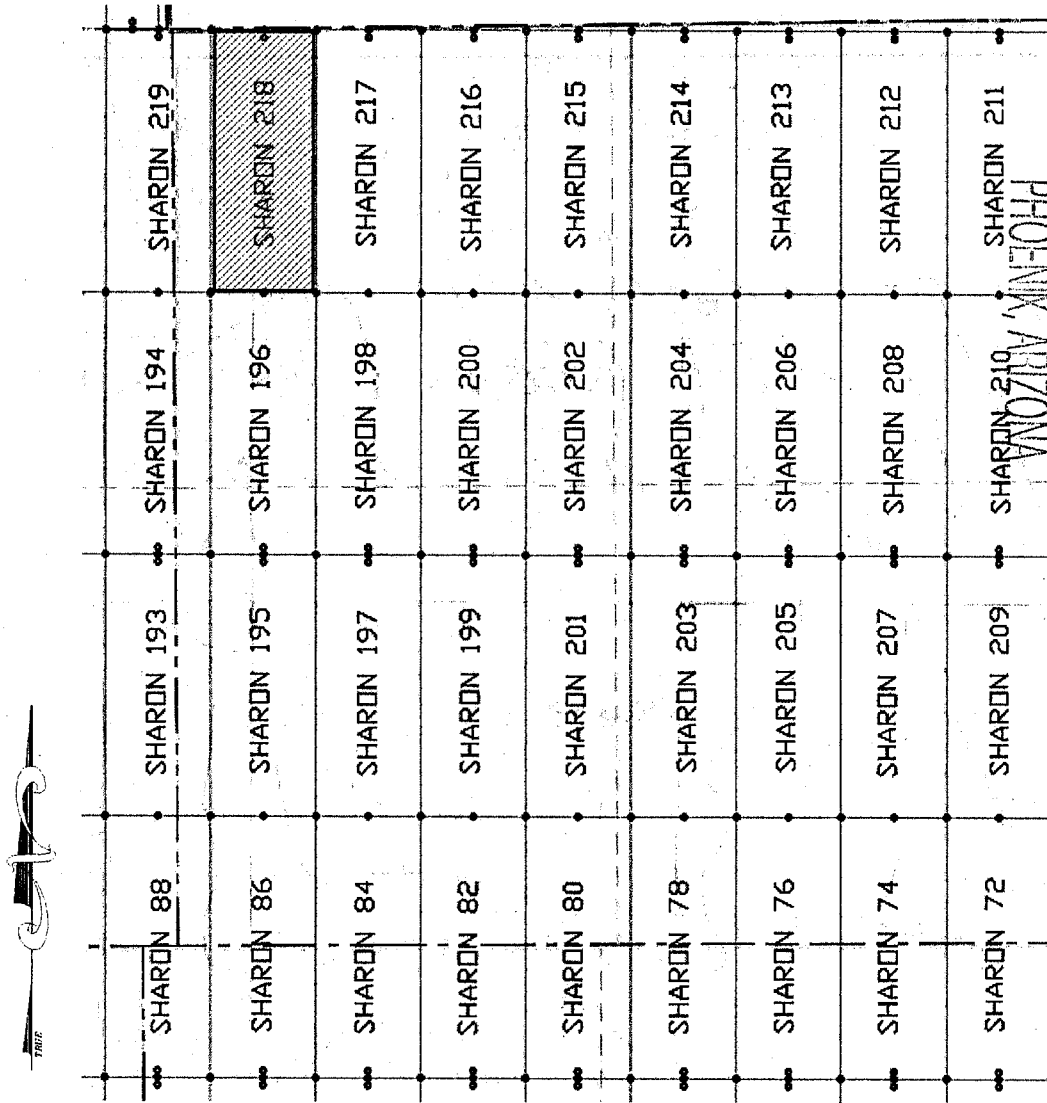 SHARON 219
SHARON 218
SHARON 217
SHARON 216
SHARON 215
SHARON 214
SHARON 213
SHARON 212
SHARON 211
SHARON 194
SHARON 196
SHARON 198
SHARON 200
SHARON 202
SHARON 204
SHARON 206
SHARON 208
SHARON 210
PHOENIX, ARIZONA
SHARON 193
SHARON 195
SHARON 197
SHARON 199
SHARON 201
SHARON 203
SHARON 205
SHARON 207
SHARON 209
SHARON 88
SHARON 86
SHARON 84
SHARON 82
SHARON 80
SHARON 78
SHARON 76
SHARON 74
SHARON 72
TRUE